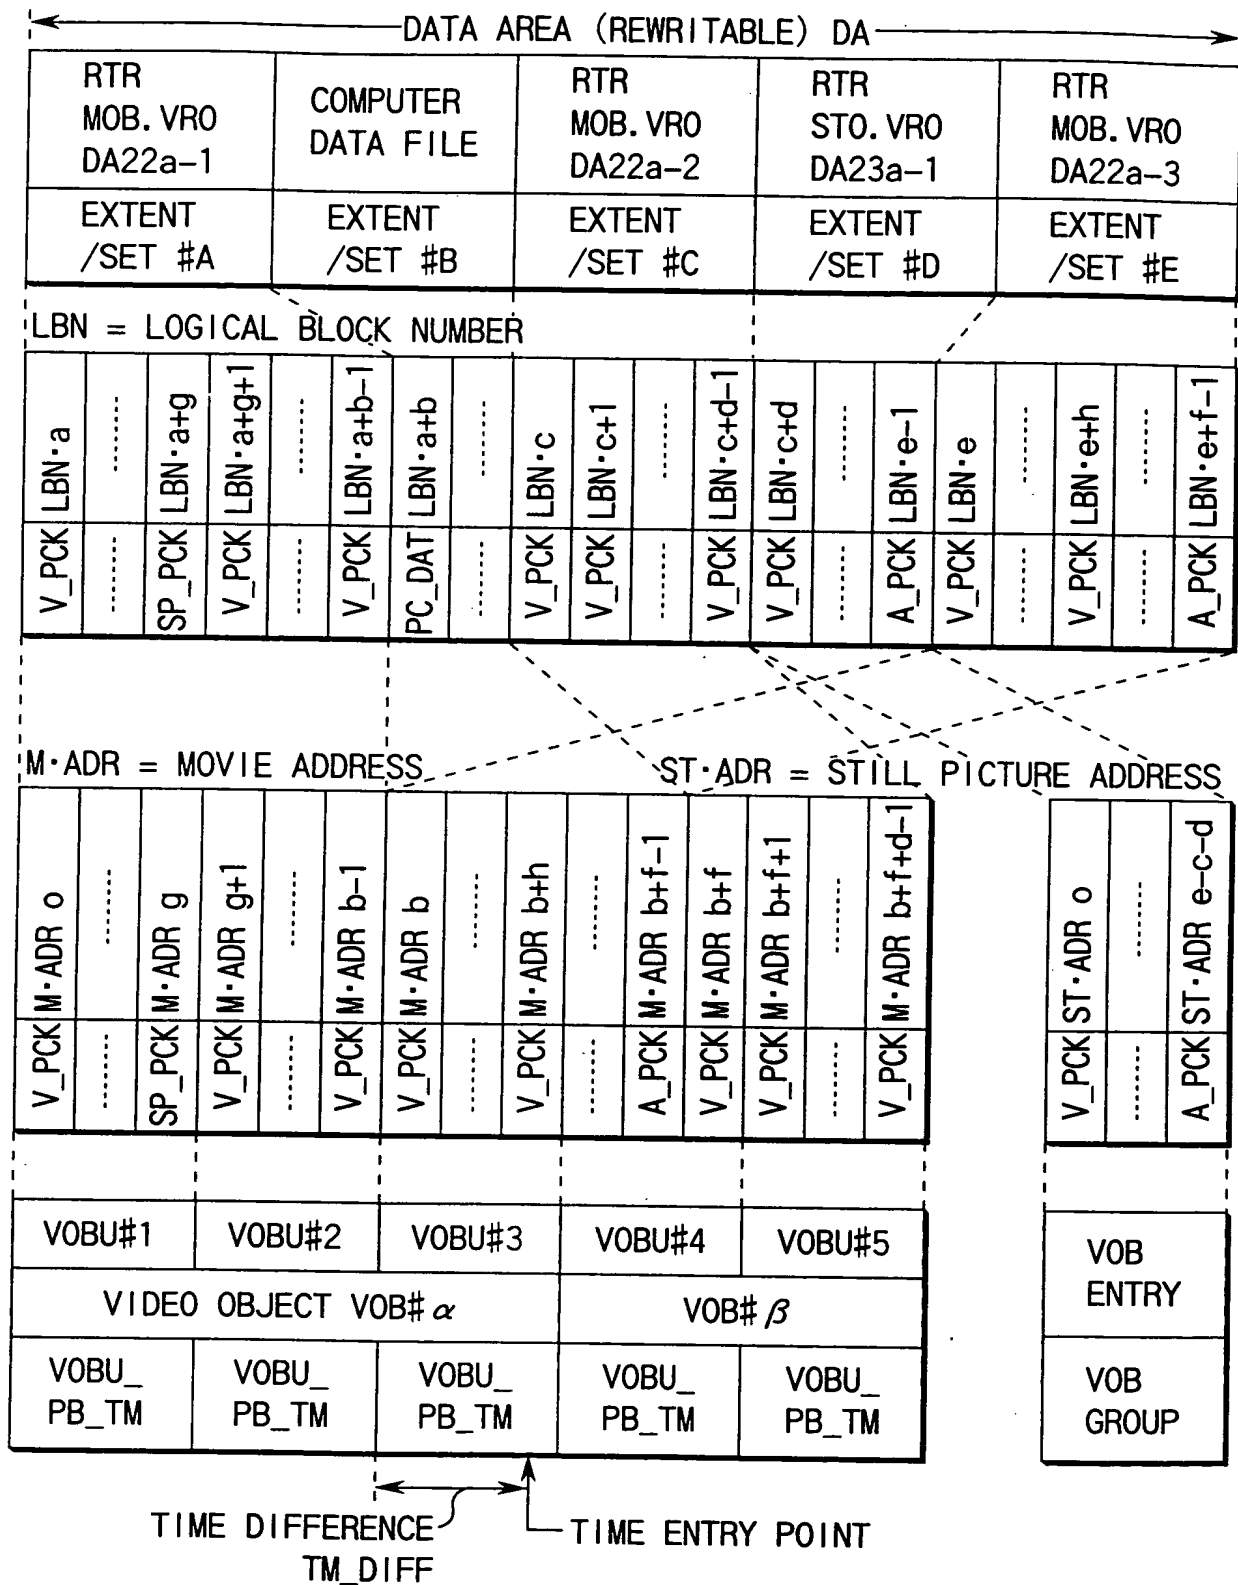 DATA AREA (REWRITABLE) DA
RTR
MOB.VRO
DA22a-1
COMPUTER
DATA FILE
RTR
MOB.VRO
DA22a-2
RTR
STO.VRO
DA23a-1
RTR
MOB.VRO
DA22a-3
EXTENT
/SET #A
EXTENT
/SET #B
EXTENT
/SET #C
EXTENT
/SET #D
EXTENT
/SET #E
LBN = LOGICAL BLOCK NUMBER
LBN·a
LBN·a+g
LBN·a+g+1
LBN·a+b-1
LBN·a+b
LBN·c
LBN·c+1
LBN·c+d-1
LBN·c+d
LBN·e-1
LBN·e
LBN·e+h
LBN·e+f-1
V_PCK
SP_PCK
V_PCK
V_PCK
PC_DAT
V_PCK
V_PCK
V_PCK
V_PCK
A_PCK
V_PCK
V_PCK
A_PCK
M·ADR = MOVIE ADDRESS
ST·ADR = STILL PICTURE ADDRESS
M·ADR o
M·ADR g
M·ADR g+1
M·ADR b-1
M·ADR b
M·ADR b+h
M·ADR b+f-1
M·ADR b+f
M·ADR b+f+1
M·ADR b+f+d-1
ST·ADR o
ST·ADR e-c-d
V_PCK
SP_PCK
V_PCK
V_PCK
V_PCK
V_PCK
A_PCK
V_PCK
V_PCK
V_PCK
V_PCK
A_PCK
VOBU#1
VOBU#2
VOBU#3
VOBU#4
VOBU#5
VIDEO OBJECT VOB#α
VOB#β
VOBU_
PB_TM
VOBU_
PB_TM
VOBU_
PB_TM
VOBU_
PB_TM
VOBU_
PB_TM
VOB
ENTRY
VOB
GROUP
TIME DIFFERENCE
TM_DIFF
TIME ENTRY POINT